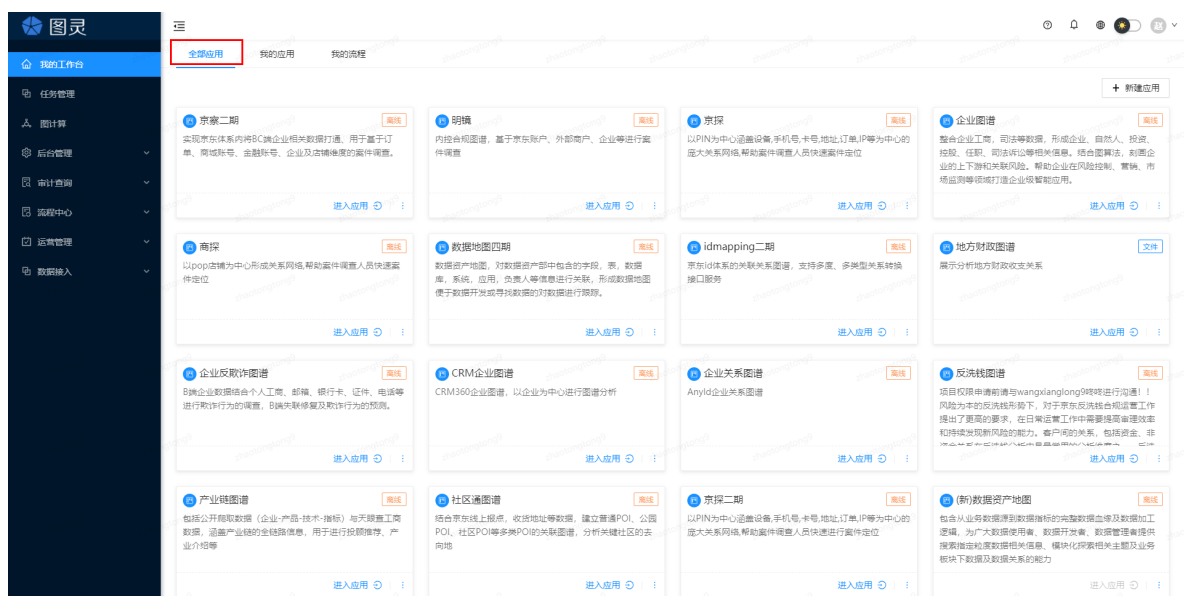 图灵
我的工作台
任务管理
图计算
后台管理
审计查询
流程中心
运营管理
数据接入
全部应用 我的应用 我的流程
+ 新建应用
京察二期 离线
实现京东体系内将BC端企业相关数据打通、用于基于订
单、商城账号、金融账号、企业及店铺维度的案件调查。
进入应用
明镜 离线
内控合规图谱，基于京东账户、外部商户、企业等进行案
件调查
进入应用
京探 离线
以PIN为中心涵盖设备,手机号,卡号,地址,订单,IP等为中心的
庞大关系网络,帮助案件调查人员快速案件定位
进入应用
企业图谱 离线
整合企业工商，司法等数据，形成企业、自然人、投资、
控股、任职、司法诉讼等相关信息。结合图算法，刻画企
业的上下游和关联风险。帮助企业在风险控制、营销、市
场监测等领域打造企业级智能应用。
进入应用
商探 离线
以pop店铺为中心形成关系网络,帮助案件调查人员快速案
件定位
进入应用
数据地图四期 离线
数据资产地图，对数据资产部中包含的字段，表，数据
库，系统，应用，负责人等信息进行关联，形成数据地图
便于数据开发或寻找数据的对数据进行跟踪。
进入应用
idmapping二期 离线
京东id体系的关联关系图谱，支持多度、多类型关系转换
接口服务
进入应用
地方财政图谱 文件
展示分析地方财政收支关系
进入应用
企业反欺诈图谱 离线
B端企业数据结合个人工商、邮箱、银行卡、证件、电话等
进行欺诈行为的调查，B端失联修复及欺诈行为的预测。
进入应用
CRM企业图谱 离线
CRM360企业图谱，以企业为中心进行图谱分析
进入应用
企业关系图谱 离线
AnyId企业关系图谱
进入应用
反洗钱图谱 离线
项目权限申请前请与wangxianglong9咚咚进行沟通！！
风险为本的反洗钱形势下，对于京东反洗钱合规运营工作
提出了更高的要求，在日常运营工作中需要提高审理效率
和持续发现新风险的能力。客户间的关系，包括资金、非
进入应用
产业链图谱 离线
包括公开爬取数据（企业-产品-技术-指标）与天眼查工商
数据，涵盖产业链的全链路信息，用于进行投顾推荐、产
业介绍等
进入应用
社区通图谱 离线
结合京东线上报点，收货地址等数据，建立普通POI、公园
POI、社区POI等多类POI的关联图谱，分析关键社区的去
向地
进入应用
京探二期 离线
以PIN为中心涵盖设备,手机号,卡号,地址,订单,IP等为中心的
庞大关系网络,帮助案件调查人员快速进行案件定位
进入应用
(新)数据资产地图 离线
包含从业务数据源到数据指标的完整数据血缘及数据加工
逻辑，为广大数据使用者、数据开发者、数据管理者提供
搜索指定粒度数据相关信息、模块化探索相关主题及业务
板块下数据及数据关系的能力
进入应用